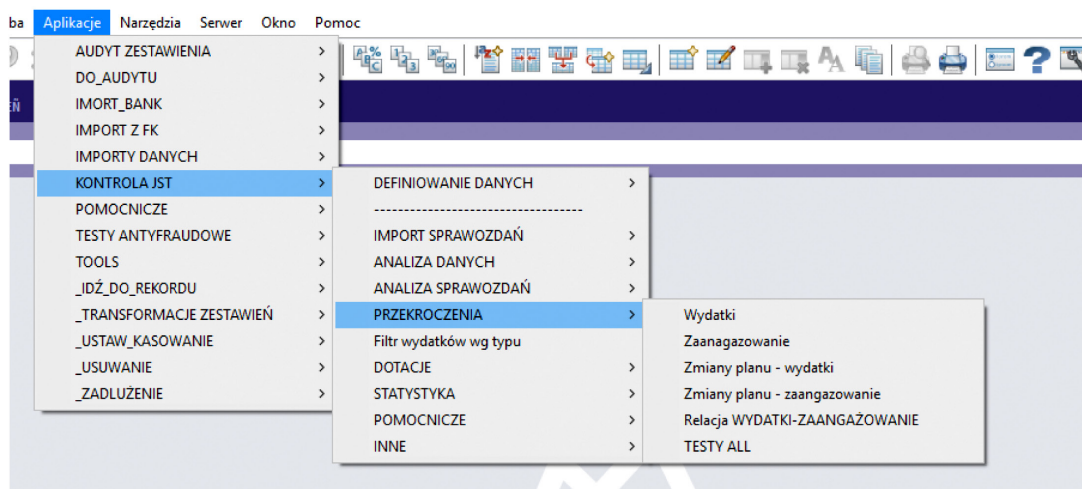 ba Aplikacje Narzędzia Serwer Okno Pomoc
AUDYT ZESTAWIENIA
DO_AUDYTU
IMORT_BANK
IMPORT Z FK
IMPORTY DANYCH
KONTROLA JST
POMOCNICZE
TESTY ANTYFRAUDOWE
TOOLS
_IDŹ_DO_REKORDU
_TRANSFORMACJE ZESTAWIEŃ
_USTAW_KASOWANIE
_USUWANIE
_ZADLUŻENIE
DEFINIOWANIE DANYCH
-----------------------------------
IMPORT SPRAWOZDAŃ
ANALIZA DANYCH
ANALIZA SPRAWOZDAŃ
PRZEKROCZENIA
Filtr wydatków wg typu
DOTACJE
STATYSTYKA
POMOCNICZE
INNE
Wydatki
Zaanagazowanie
Zmiany planu - wydatki
Zmiany planu - zaangazowanie
Relacja WYDATKI-ZAANGAŻOWANIE
TESTY ALL